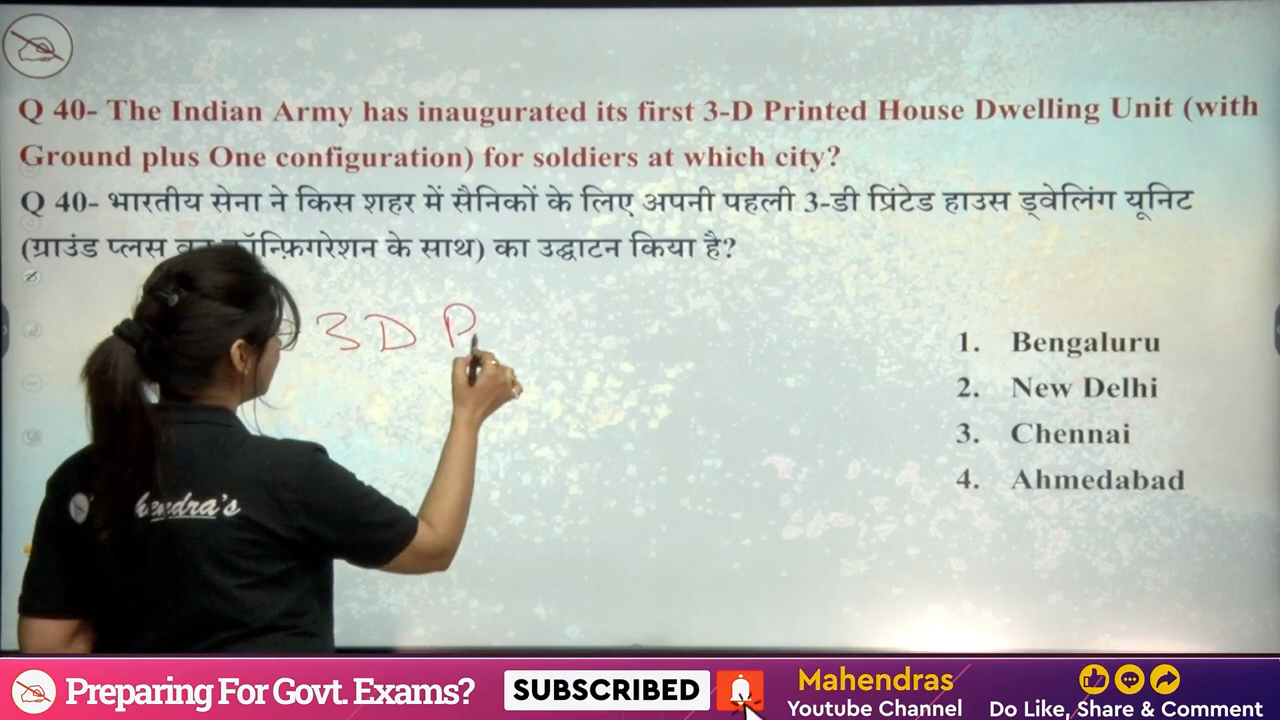 Q 40- The Indian Army has inaugurated its first 3-D Printed House Dwelling Unit (with
Ground plus One configuration) for soldiers at which city?
Q 40- भारतीय सेना ने किस शहर में सैनिकों के लिए अपनी पहली 3-डी प्रिंटेड हाउस ड्वेलिंग यूनिट
(ग्राउंड प्लस कॉन्फ़िगरेशन के साथ) का उद्घाटन किया है?
3 D P
1. Bengaluru
2. New Delhi
3. Chennai
4. Ahmedabad
hendra's
Preparing For Govt. Exams?
SUBSCRIBED
Mahendras
Youtube Channel
Do Like, Share & Comment